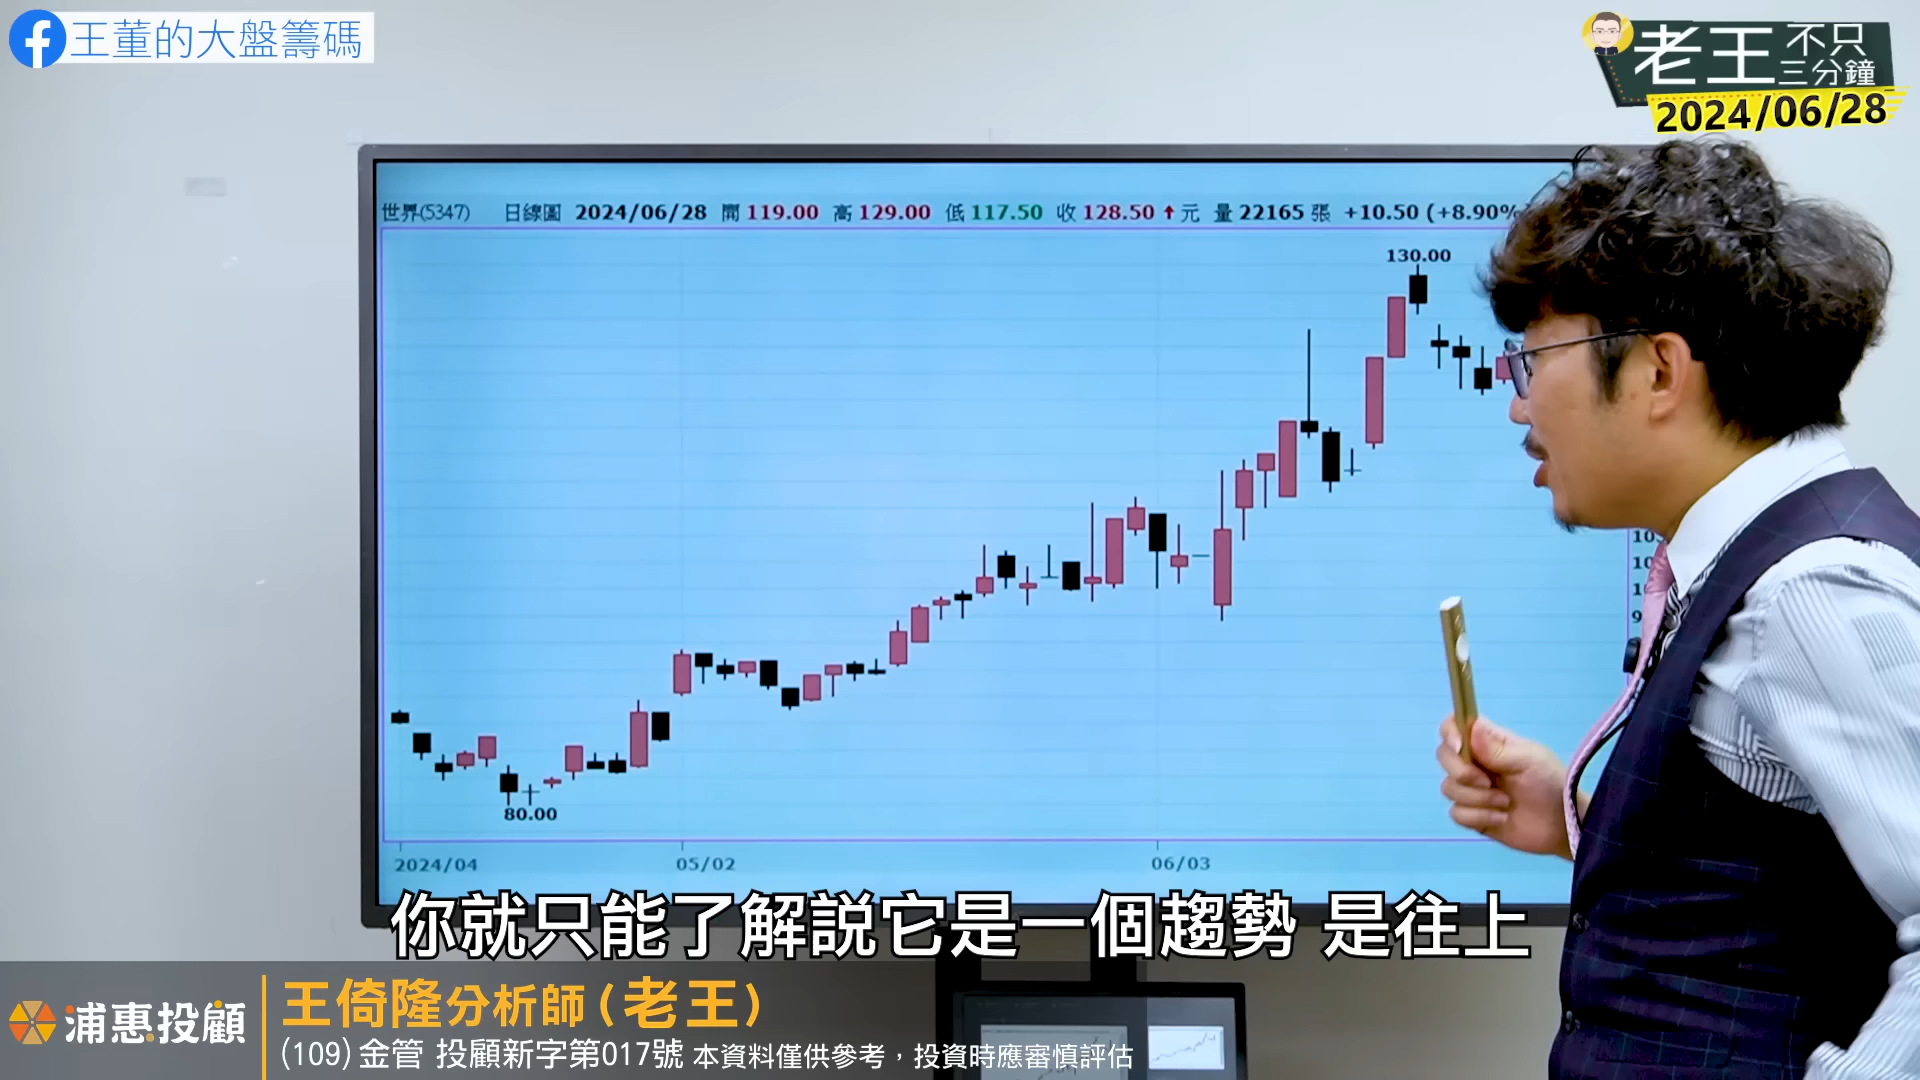 王董的大盤籌碼
老王不只三分鐘
2024/06/28
世界(5347) 日線圖 2024/06/28 開 119.00 高 129.00 低 117.50 收 128.50 元 量 22165 張 +10.50 (+8.90%
130.00
80.00
2024/04 05/02 06/03
你就只能了解說它是一個趨勢 是往上
浦惠投顧
王倚隆分析師(老王)
(109)金管 投顧新字第017號 本資料僅供參考，投資時應審慎評估